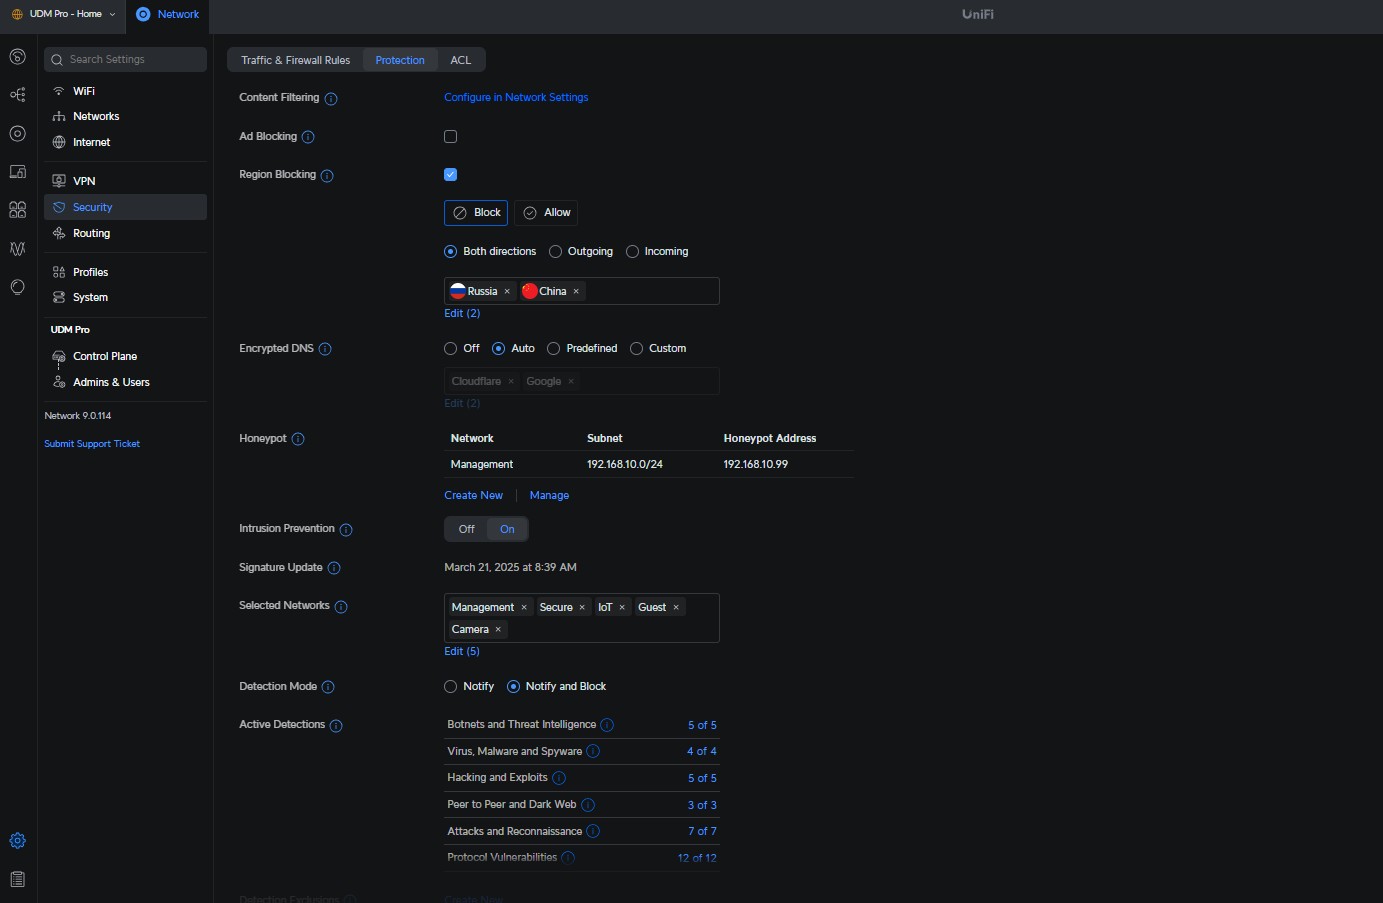 UDM Pro - Home
Network
UniFi
Search Settings
WiFi
Networks
Internet
VPN
Security
Routing
Profiles
System
UDM Pro
Control Plane
Admins & Users
Network 9.0.114
Submit Support Ticket
Traffic & Firewall Rules Protection ACL
Content Filtering Configure in Network Settings
Ad Blocking
Region Blocking
Block Allow
Both directions Outgoing Incoming
Russia × China ×
Edit (2)
Encrypted DNS Off Auto Predefined Custom
Cloudflare × Google ×
Edit (2)
Honeypot Network Subnet Honeypot Address
Management 192.168.10.0/24 192.168.10.99
Create New Manage
Intrusion Prevention Off On
Signature Update March 21, 2025 at 8:39 AM
Selected Networks Management × Secure × IoT × Guest ×
Camera ×
Edit (5)
Detection Mode Notify Notify and Block
Active Detections Botnets and Threat Intelligence 5 of 5
Virus, Malware and Spyware 4 of 4
Hacking and Exploits 5 of 5
Peer to Peer and Dark Web 3 of 3
Attacks and Reconnaissance 7 of 7
Protocol Vulnerabilities 12 of 12
Detection Exclusions Create New